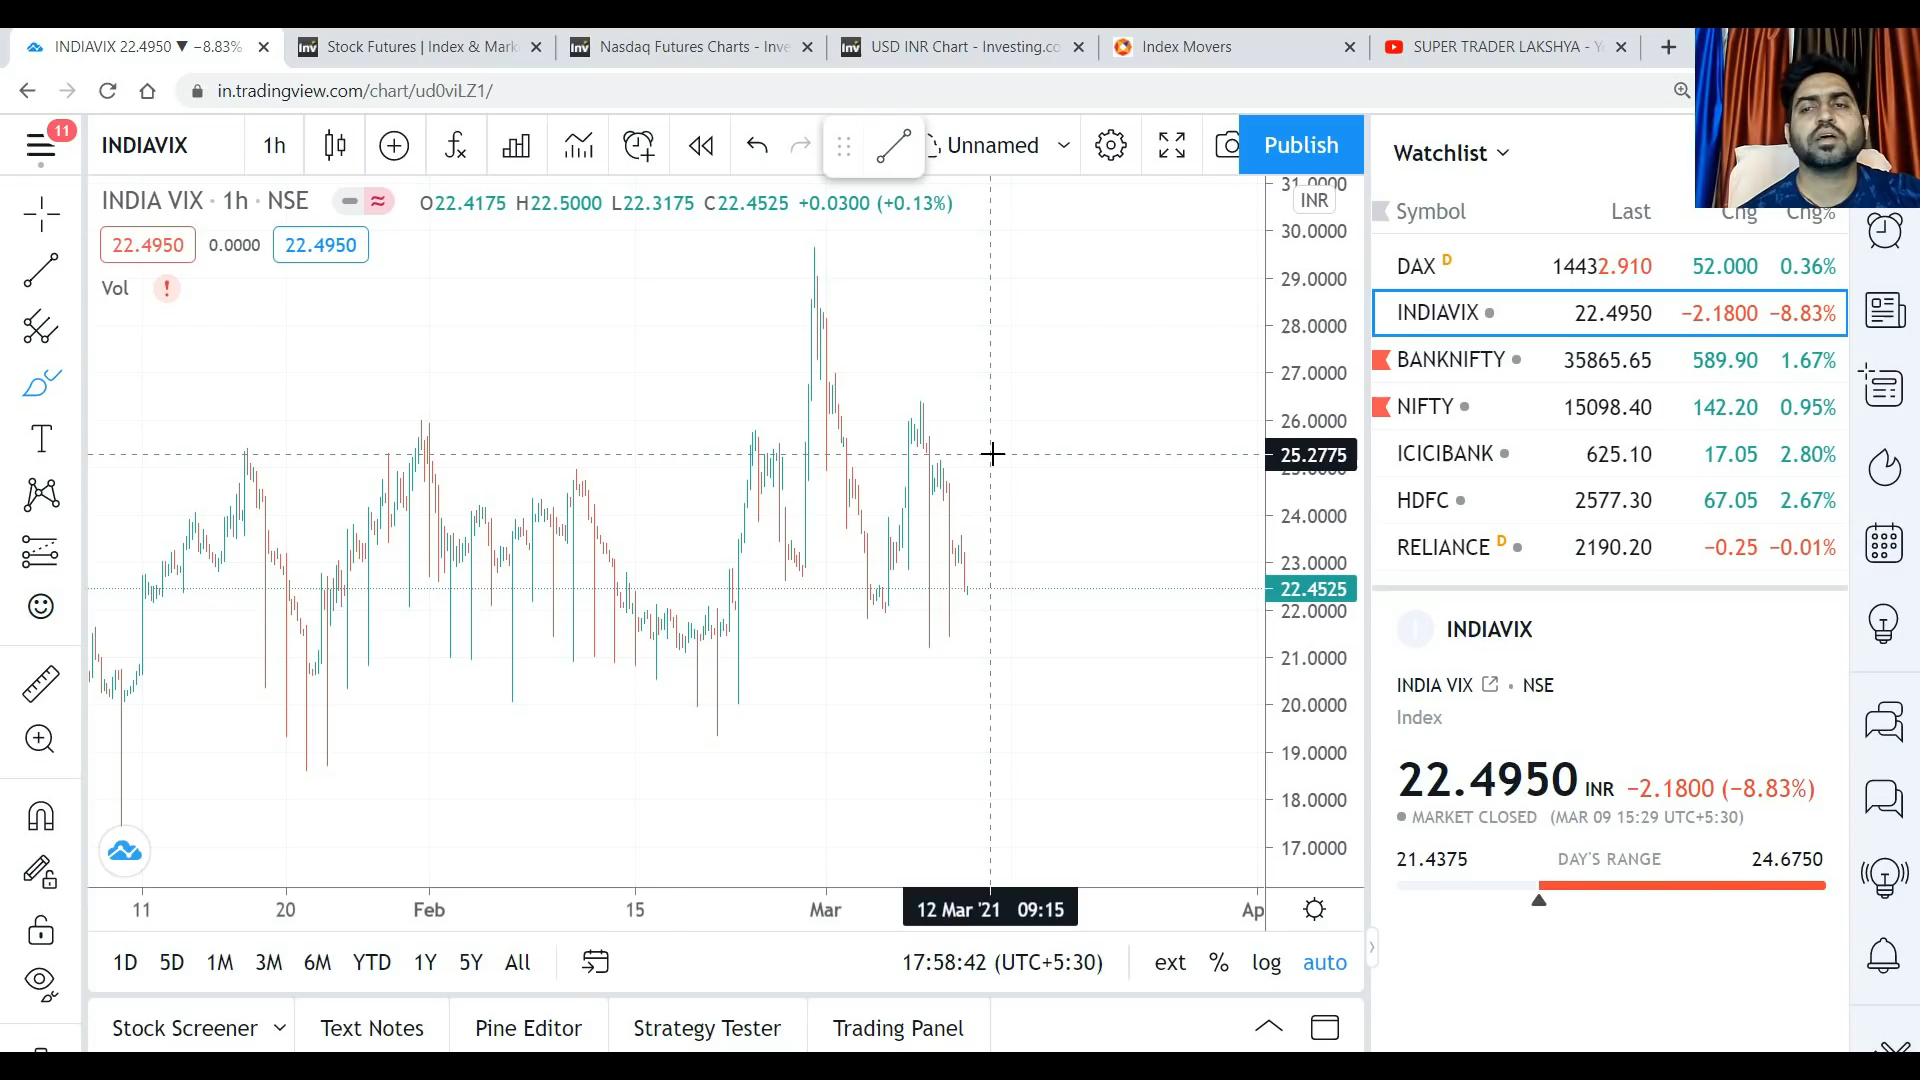 INDIAVIX 22.4950 ▼ −8.83%
Stock Futures | Index & Mark
Nasdaq Futures Charts - Inve
USD INR Chart - Investing.co
Index Movers
SUPER TRADER LAKSHYA - Y
in.tradingview.com/chart/ud0viLZ1/
11
INDIAVIX
1h
Unnamed
Publish
Watchlist
INDIA VIX · 1h · NSE
O22.4175 H22.5000 L22.3175 C22.4525 +0.0300 (+0.13%)
22.4950 0.0000 22.4950
Vol
!
INR
31.0000
30.0000
29.0000
28.0000
27.0000
26.0000
25.2775
25.0000
24.0000
23.0000
22.4525
22.0000
21.0000
20.0000
19.0000
18.0000
17.0000
11 20 Feb 15 Mar 12 Mar '21 09:15 Ap
1D 5D 1M 3M 6M YTD 1Y 5Y All
17:58:42 (UTC+5:30) ext % log auto
Stock Screener Text Notes Pine Editor Strategy Tester Trading Panel
Symbol Last Chg Chg%
DAX D 14432.910 52.000 0.36%
INDIAVIX 22.4950 −2.1800 −8.83%
BANKNIFTY 35865.65 589.90 1.67%
NIFTY 15098.40 142.20 0.95%
ICICIBANK 625.10 17.05 2.80%
HDFC 2577.30 67.05 2.67%
RELIANCE D 2190.20 −0.25 −0.01%
I INDIAVIX
INDIA VIX · NSE
Index
22.4950 INR −2.1800 (−8.83%)
MARKET CLOSED (MAR 09 15:29 UTC+5:30)
21.4375 DAY'S RANGE 24.6750